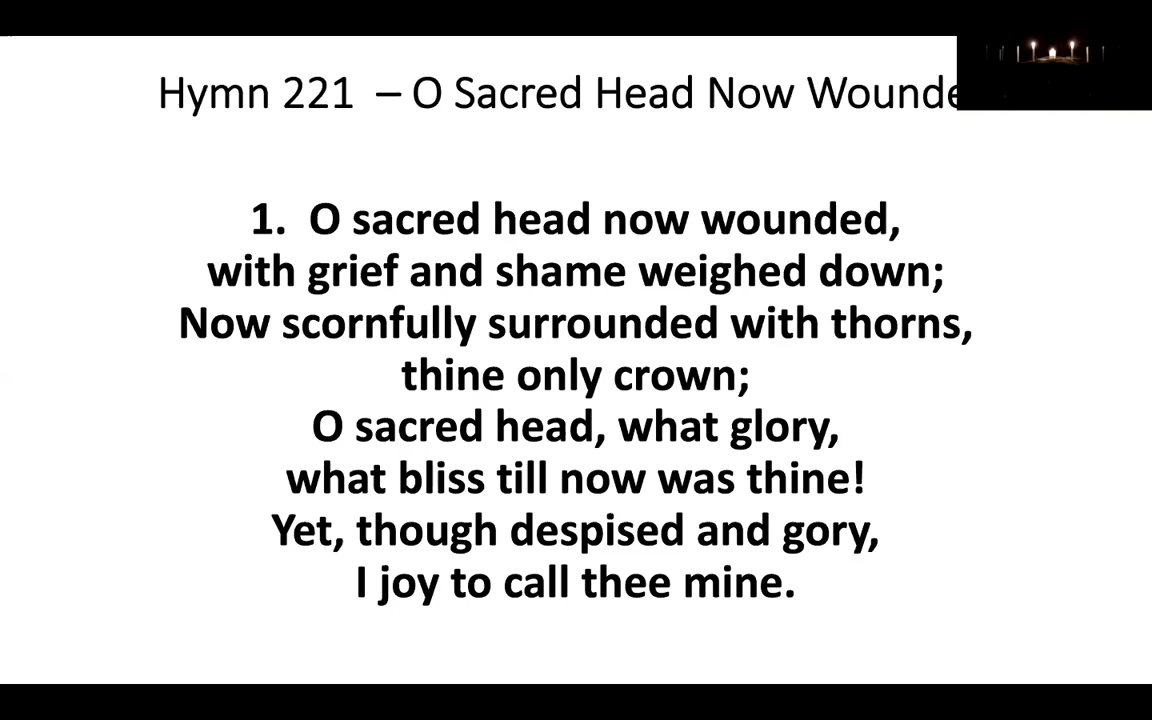 Hymn 221 – O Sacred Head Now Wounde
1. O sacred head now wounded,
with grief and shame weighed down;
Now scornfully surrounded with thorns,
thine only crown;
O sacred head, what glory,
what bliss till now was thine!
Yet, though despised and gory,
I joy to call thee mine.